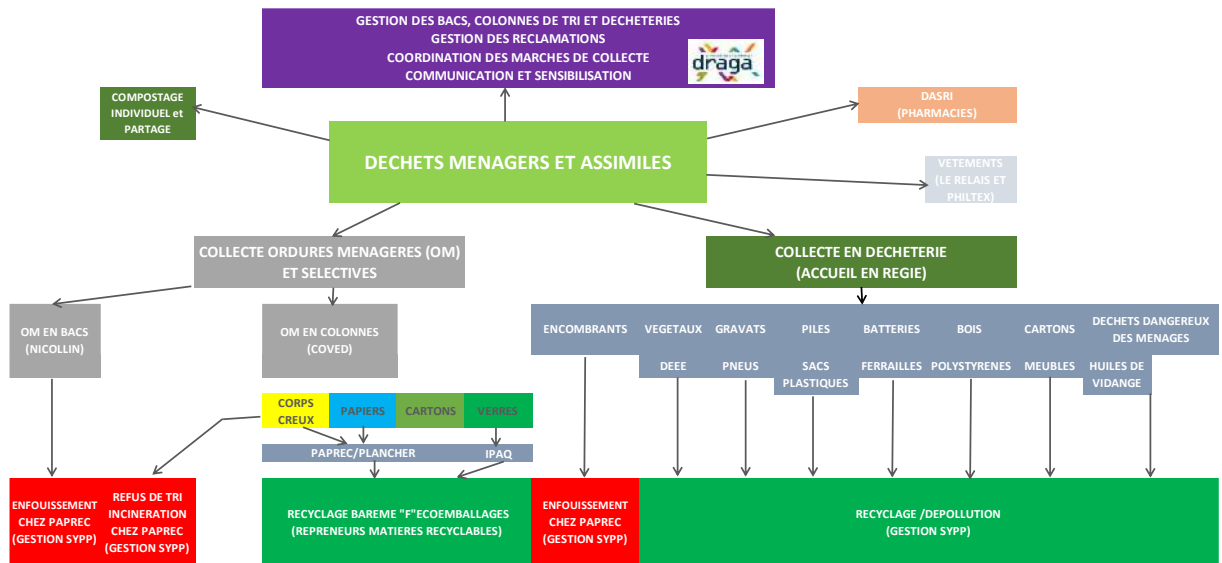 GESTION DES BACS, COLONNES DE TRI ET DECHETERIES
GESTION DES RECLAMATIONS
COORDINATION DES MARCHES DE COLLECTE
COMMUNICATION ET SENSIBILISATION
draga
COMPOSTAGE
INDIVIDUEL et
PARTAGE
DASRI
(PHARMACIES)
DECHETS MENAGERS ET ASSIMILES
VETEMENTS
(LE RELAIS ET
PHILTEX)
COLLECTE ORDURES MENAGERES (OM)
ET SELECTIVES
COLLECTE EN DECHETERIE
(ACCUEIL EN REGIE)
OM EN BACS
(NICOLLIN)
OM EN COLONNES
(COVED)
ENCOMBRANTS
VEGETAUX
GRAVATS
PILES
BATTERIES
BOIS
CARTONS
DECHETS DANGEREUX
DES MENAGES
DEEE
PNEUS
SACS
PLASTIQUES
FERRAILLES
POLYSTYRENES
MEUBLES
HUILES DE
VIDANGE
CORPS
CREUX
PAPIERS
CARTONS
VERRES
PAPREC/PLANCHER
IPAQ
ENFOUISSEMENT
CHEZ PAPREC
(GESTION SYPP)
REFUS DE TRI
INCINERATION
CHEZ PAPREC
(GESTION SYPP)
RECYCLAGE BAREME "F"ECOEMBALLAGES
(REPRENEURS MATIERES RECYCLABLES)
ENFOUISSEMENT
CHEZ PAPREC
(GESTION SYPP)
RECYCLAGE /DEPOLLUTION
(GESTION SYPP)